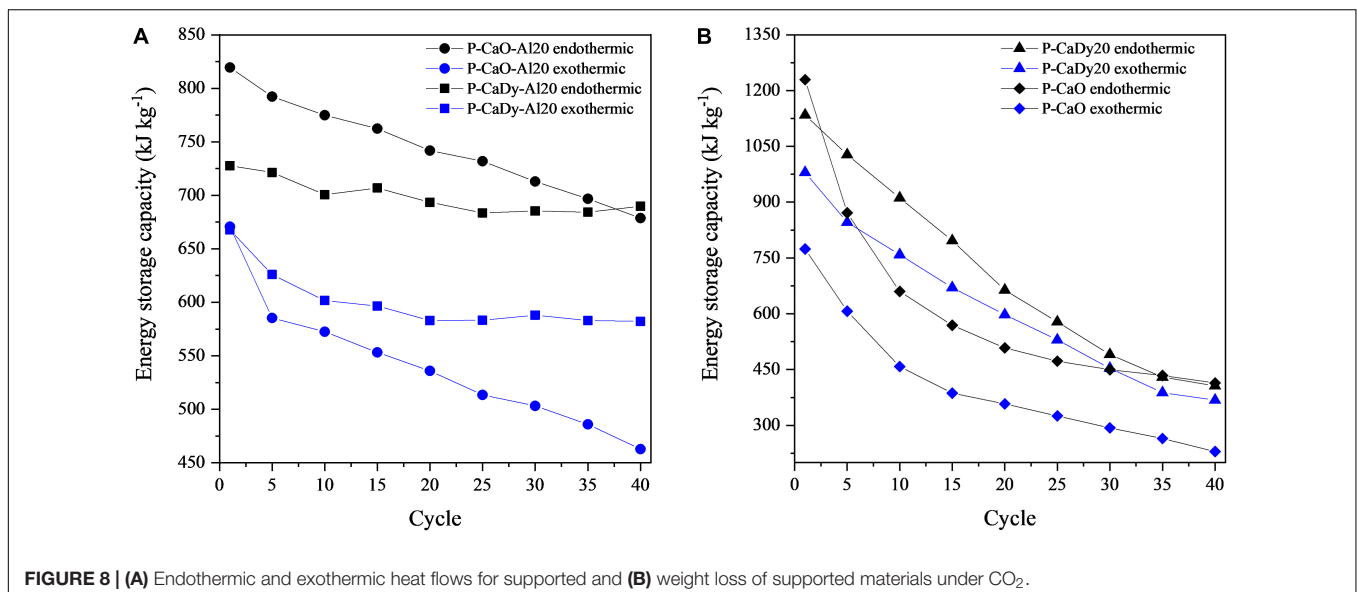 A
850
800
750
700
650
600
550
500
450
Energy storage capacity (kJ kg-1)
P-CaO-Al20 endothermic
P-CaO-Al20 exothermic
P-CaDy-Al20 endothermic
P-CaDy-Al20 exothermic
0 5 10 15 20 25 30 35 40
Cycle
B
1350
1200
1050
900
750
600
450
300
Energy storage capacity (kJ kg-1)
P-CaDy20 endothermic
P-CaDy20 exothermic
P-CaO endothermic
P-CaO exothermic
0 5 10 15 20 25 30 35 40
Cycle
FIGURE 8 | (A) Endothermic and exothermic heat flows for supported and (B) weight loss of supported materials under CO2.